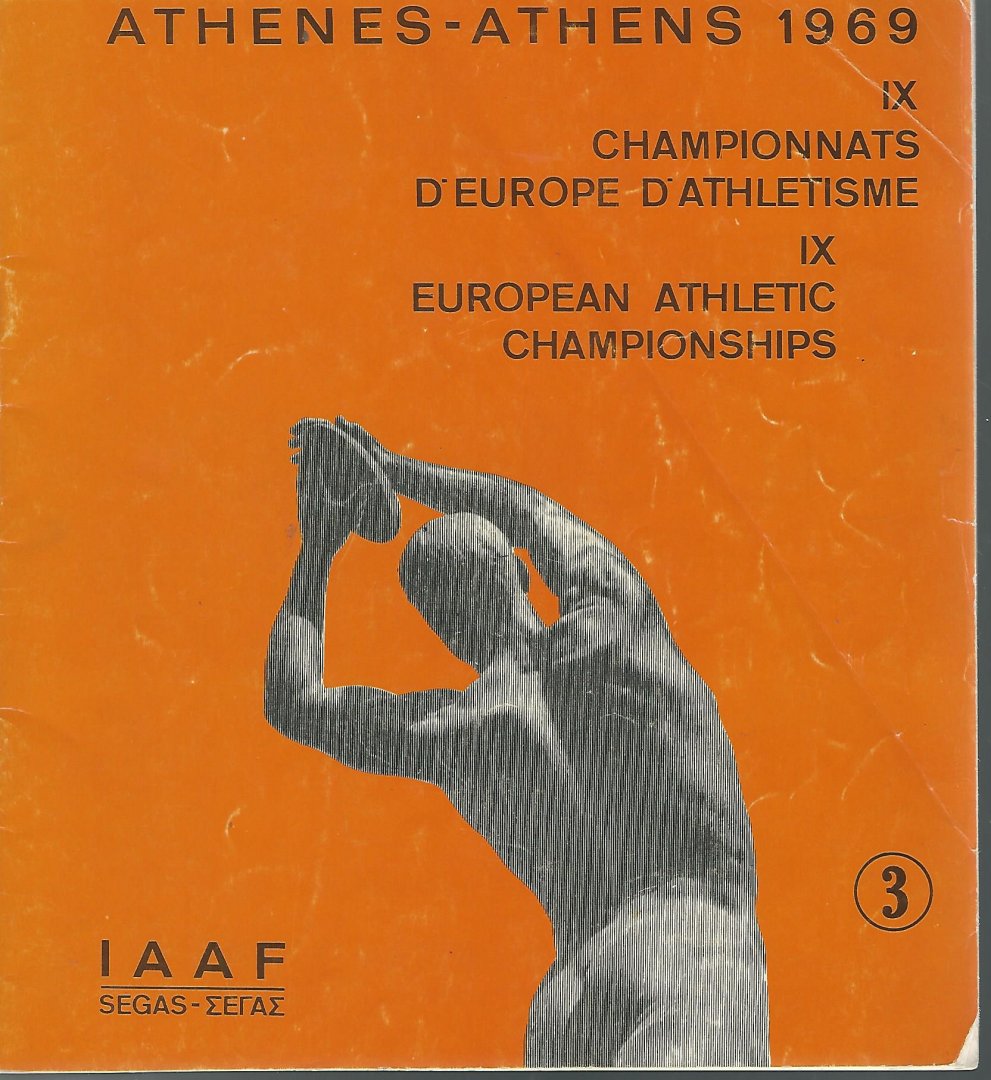 ATHENES-ATHENS 1969
IX
CHAMPIONNATS
D'EUROPE D'ATHLETISME
IX
EUROPEAN ATHLETIC
CHAMPIONSHIPS
3
IAAF
SEGAS-ΣΕΓΑΣ